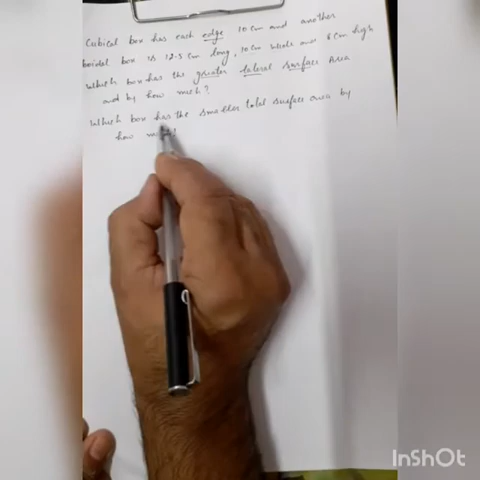 Cubical box has each edge 10 cm and another
boidal box is 12.5 cm long, 10 cm wide and 8 cm high
Which box has the greater lateral surface Area
and by how much?
Which box has the smaller total surface area by
how much!
InShOt